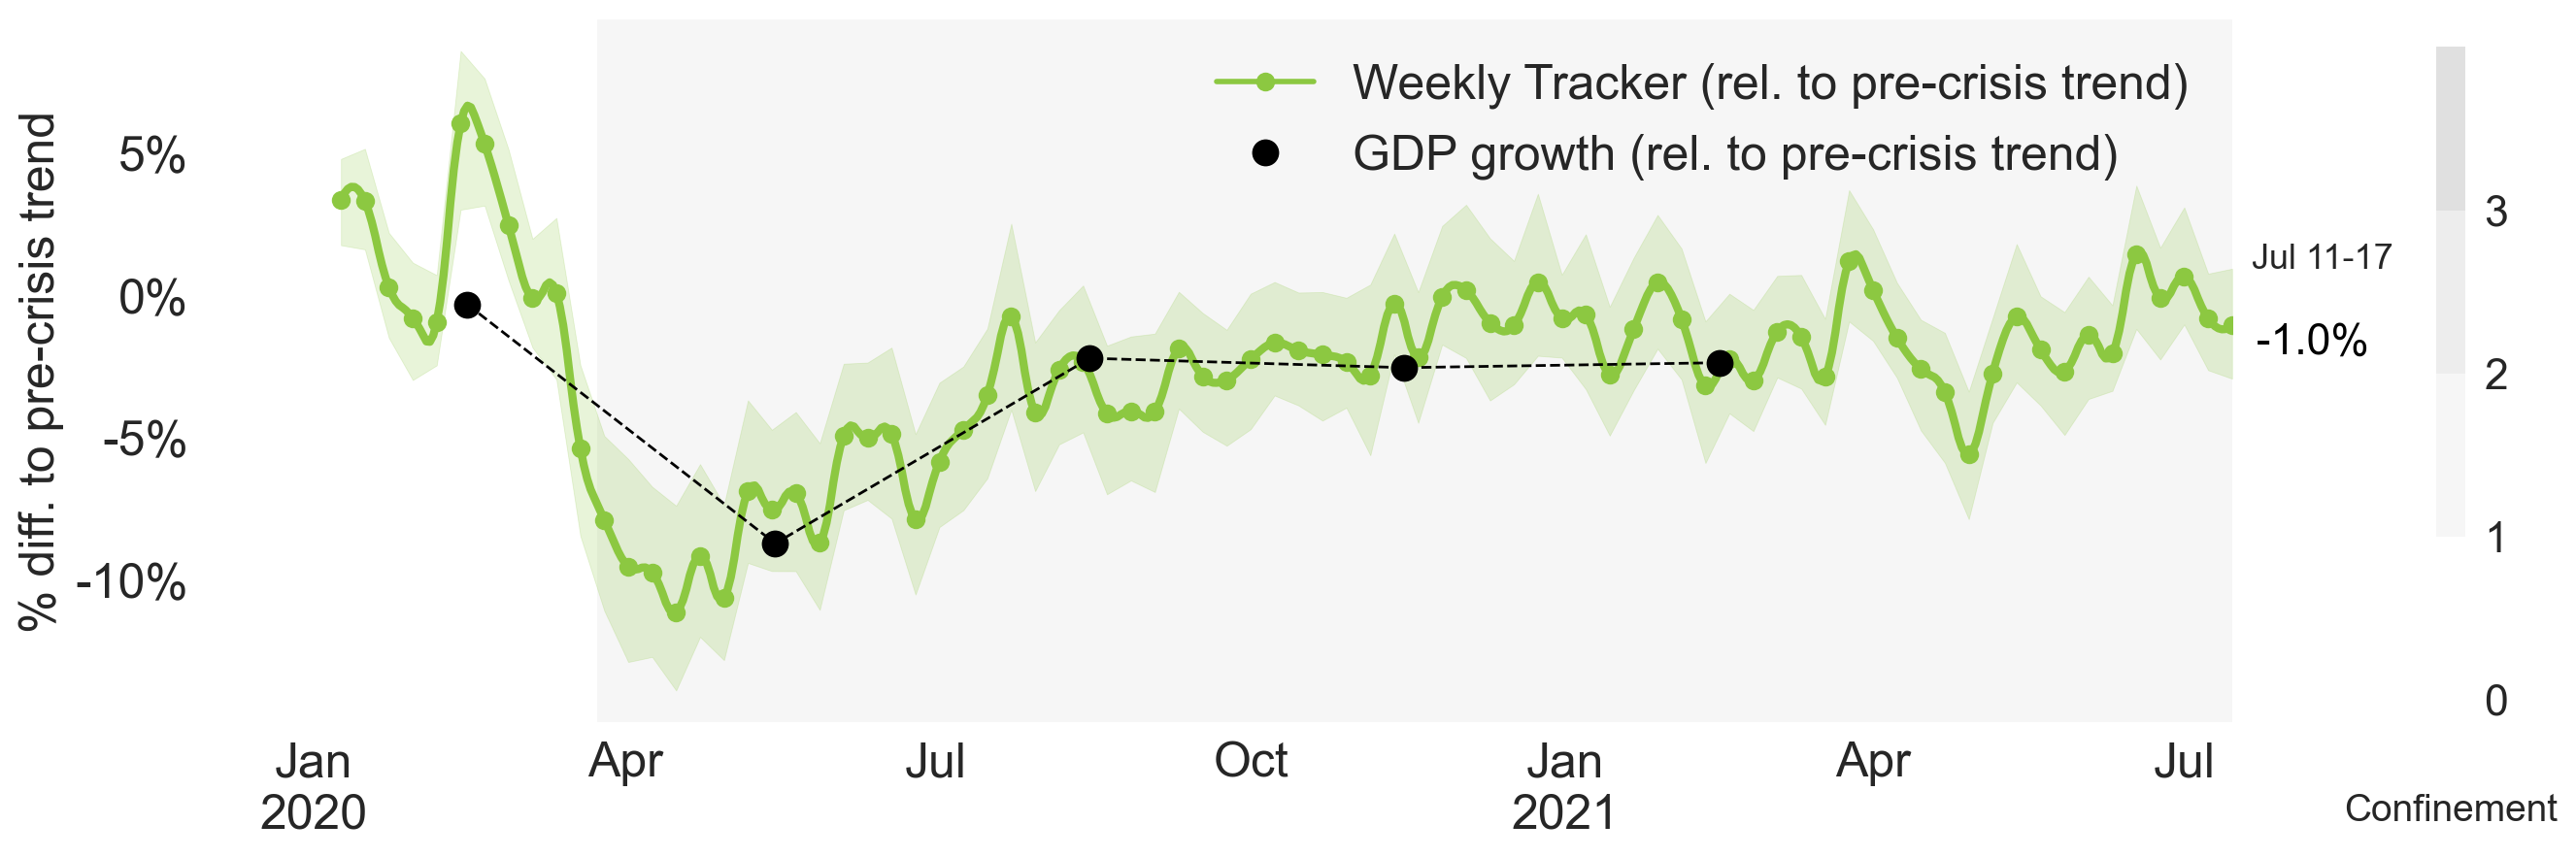 % diff. to pre-crisis trend
5%
0%
-5%
-10%
Weekly Tracker (rel. to pre-crisis trend)
GDP growth (rel. to pre-crisis trend)
Jul 11-17
-1.0%
3
2
1
0
Confinement
Jan
2020
Apr
Jul
Oct
Jan
2021
Apr
Jul